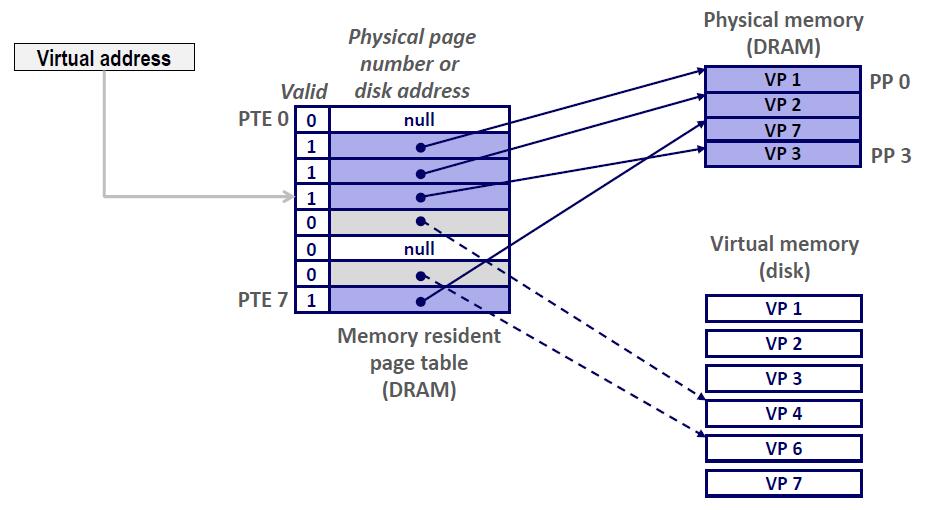 Virtual address
Physical page
number or
disk address
Valid
PTE 0
0
null
1
1
1
0
0
null
0
PTE 7
1
Memory resident
page table
(DRAM)
Physical memory
(DRAM)
VP 1
PP 0
VP 2
VP 7
VP 3
PP 3
Virtual memory
(disk)
VP 1
VP 2
VP 3
VP 4
VP 6
VP 7